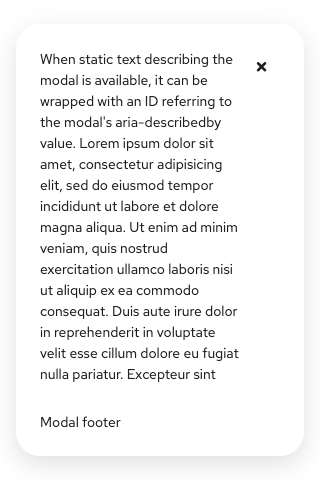 When static text describing the
modal is available, it can be
wrapped with an ID referring to
the modal's aria-describedby
value. Lorem ipsum dolor sit
amet, consectetur adipisicing
elit, sed do eiusmod tempor
incididunt ut labore et dolore
magna aliqua. Ut enim ad minim
veniam, quis nostrud
exercitation ullamco laboris nisi
ut aliquip ex ea commodo
consequat. Duis aute irure dolor
in reprehenderit in voluptate
velit esse cillum dolore eu fugiat
nulla pariatur. Excepteur sint
Modal footer